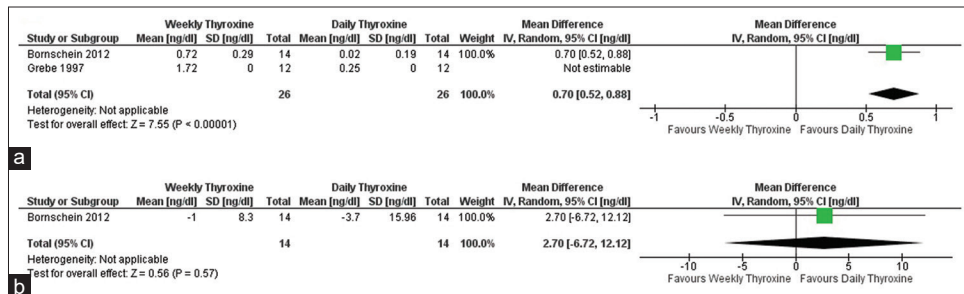 Weekly Thyroxine Daily Thyroxine Mean Difference Mean Difference
Study or Subgroup Mean [ng/dl] SD [ng/dl] Total Mean [ng/dl] SD [ng/dl] Total Weight IV, Random, 95% CI [ng/dl] IV, Random, 95% CI [ng/dl]
Bornschein 2012 0.72 0.29 14 0.02 0.19 14 100.0% 0.70 [0.52, 0.88]
Grebe 1997 1.72 0 12 0.25 0 12 Not estimable
Total (95% CI) 26 26 100.0% 0.70 [0.52, 0.88]
Heterogeneity: Not applicable
Test for overall effect: Z = 7.55 (P < 0.00001)
-1 -0.5 0 0.5 1
Favours Weekly Thyroxine Favours Daily Thyroxine
a
Weekly Thyroxine Daily Thyroxine Mean Difference Mean Difference
Study or Subgroup Mean [ng/dl] SD [ng/dl] Total Mean [ng/dl] SD [ng/dl] Total Weight IV, Random, 95% CI [ng/dl] IV, Random, 95% CI [ng/dl]
Bornschein 2012 -1 8.3 14 -3.7 15.96 14 100.0% 2.70 [-6.72, 12.12]
Total (95% CI) 14 14 100.0% 2.70 [-6.72, 12.12]
Heterogeneity: Not applicable
Test for overall effect: Z = 0.56 (P = 0.57)
-10 -5 0 5 10
Favours Weekly Thyroxine Favours Daily Thyroxine
b